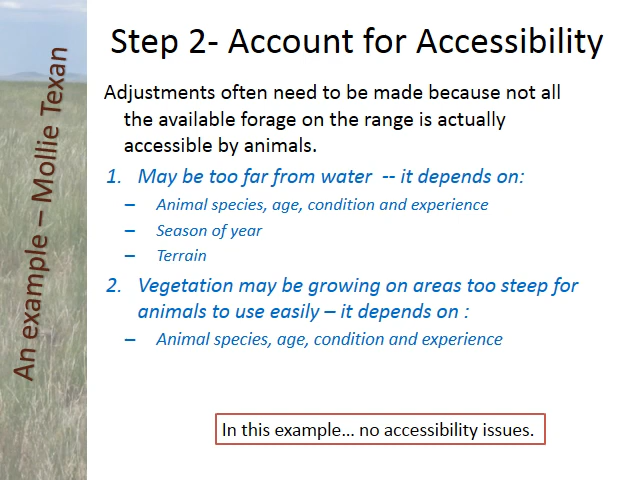 Step 2- Account for Accessibility
An example – Mollie Texan
Adjustments often need to be made because not all
the available forage on the range is actually
accessible by animals.
1. May be too far from water -- it depends on:
– Animal species, age, condition and experience
– Season of year
– Terrain
2. Vegetation may be growing on areas too steep for
animals to use easily – it depends on :
– Animal species, age, condition and experience
In this example... no accessibility issues.